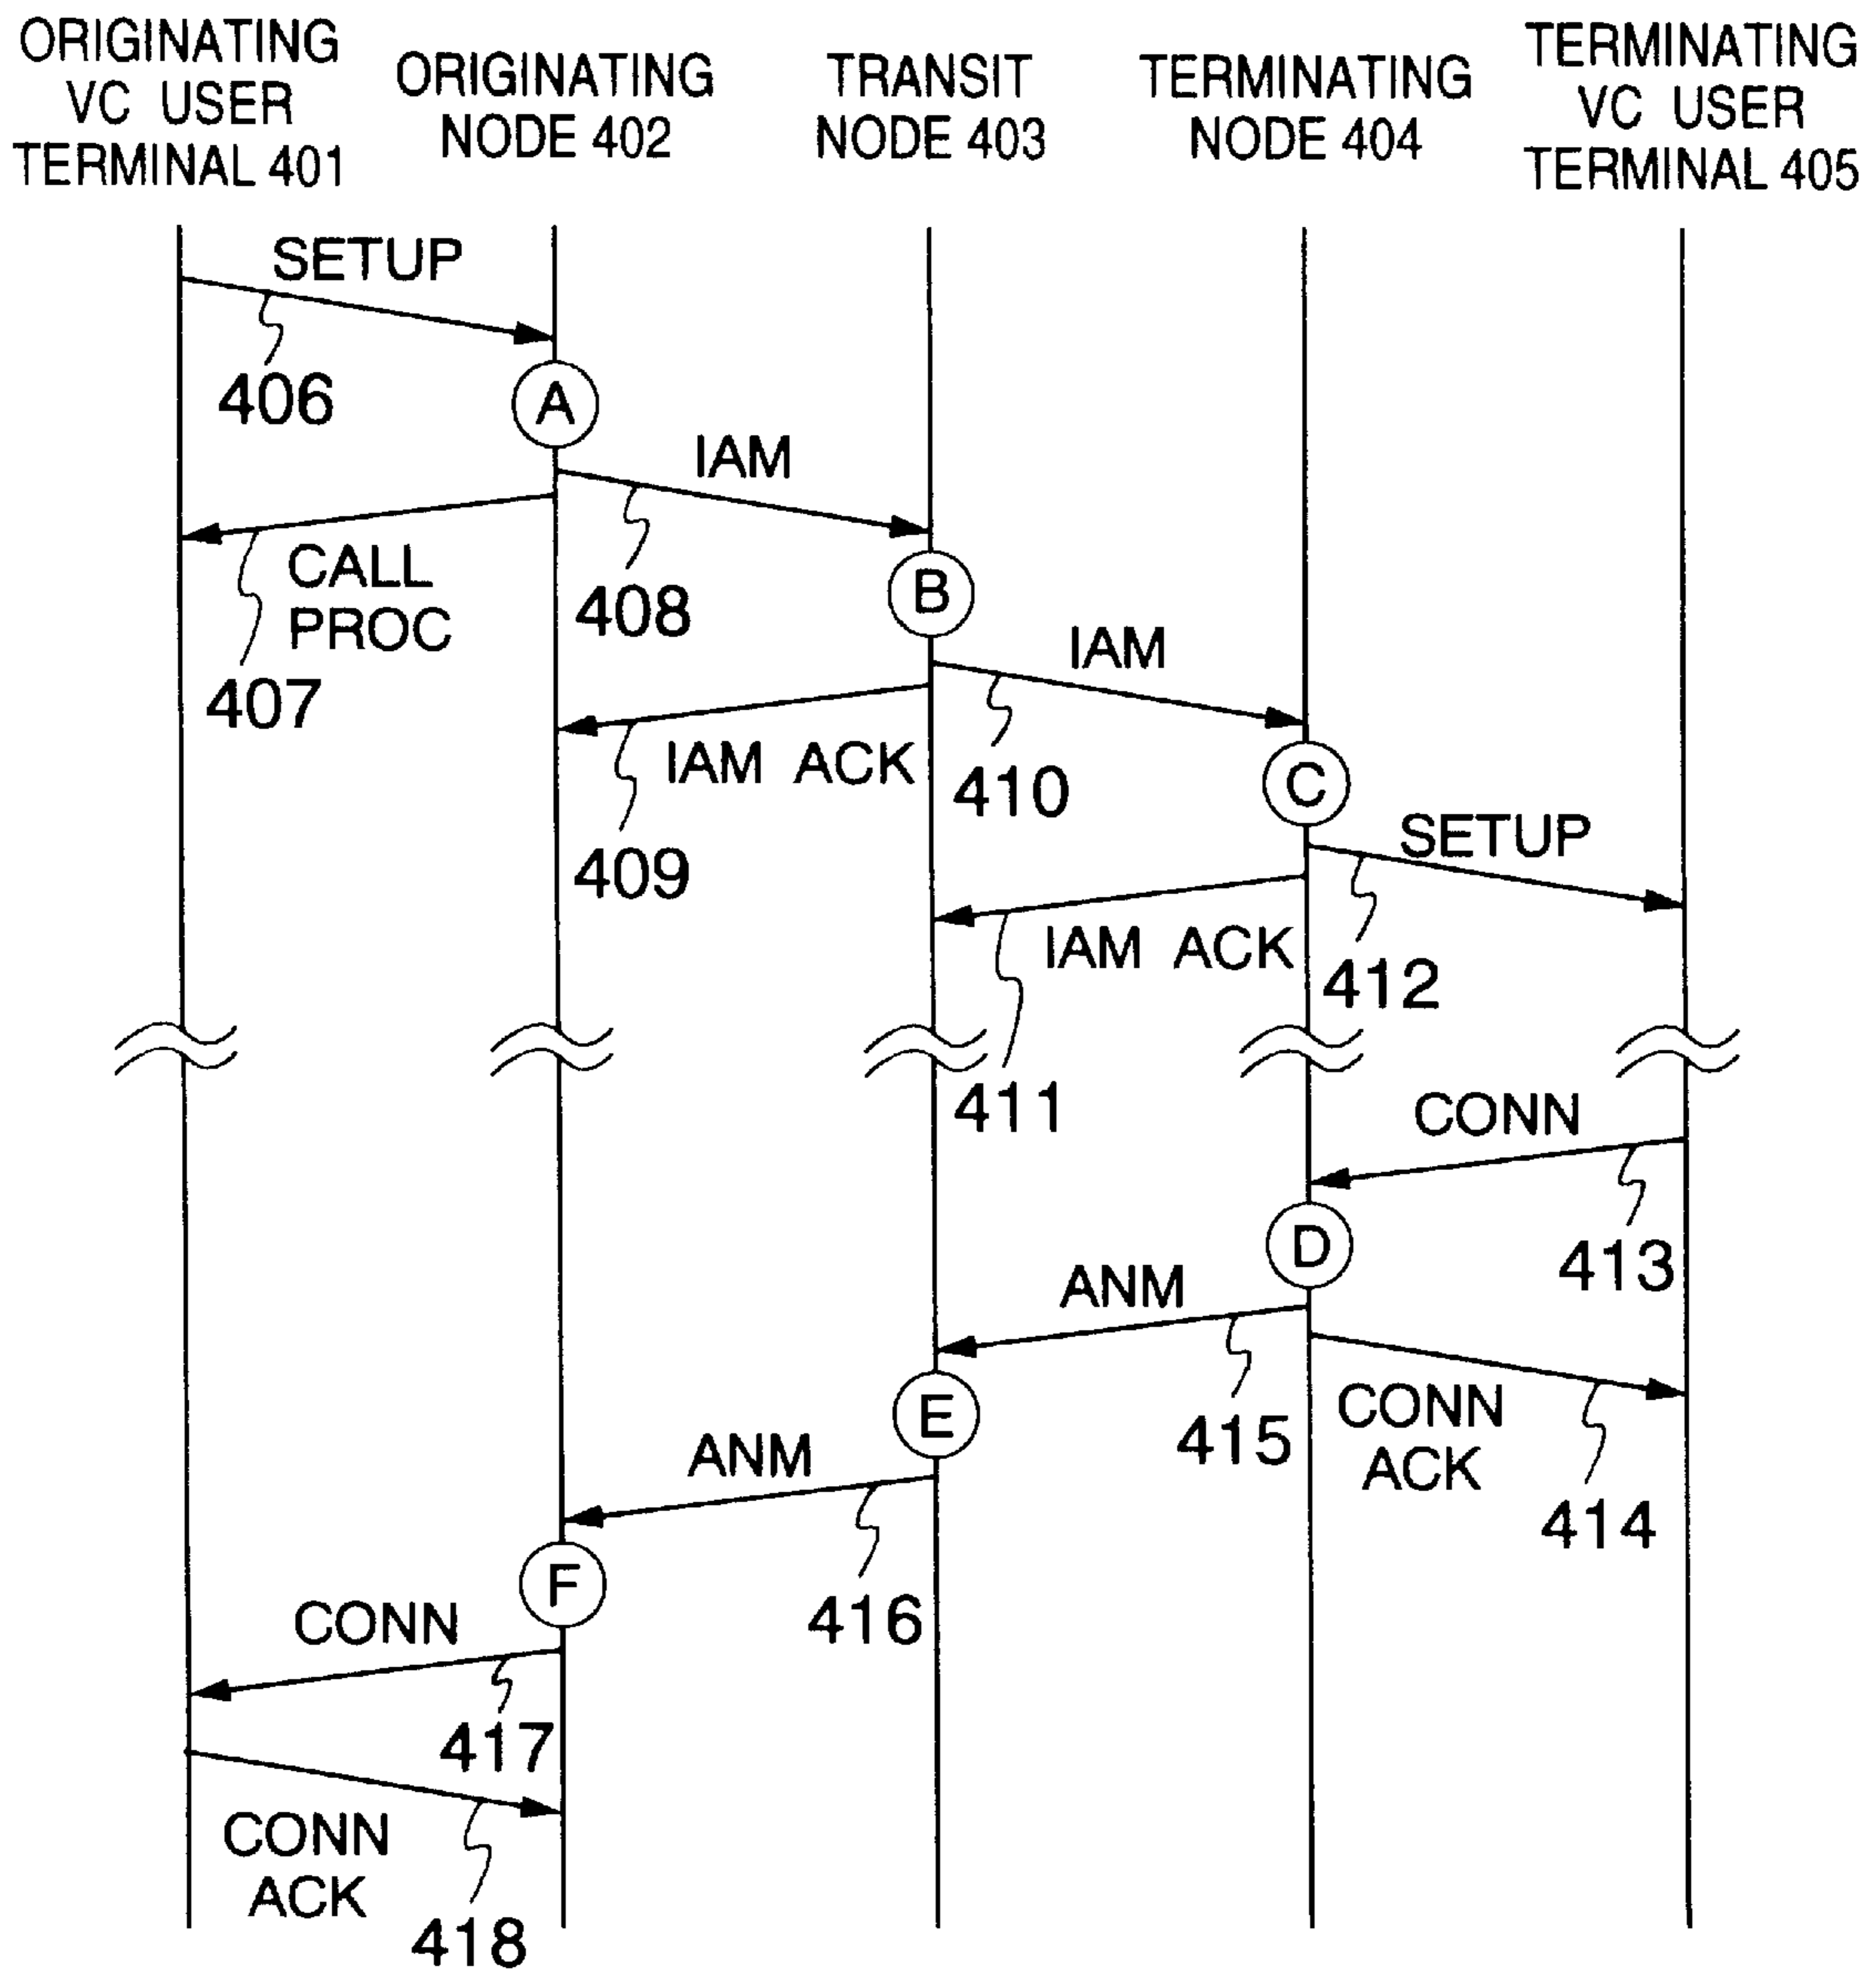 ORIGINATING
VC USER
TERMINAL 401
ORIGINATING
NODE 402
TRANSIT
NODE 403
TERMINATING
NODE 404
TERMINATING
VC USER
TERMINAL 405
SETUP
406
A
IAM
408
CALL
PROC
407
B
IAM
410
IAM ACK
409
C
SETUP
412
IAM ACK
411
CONN
413
D
ANM
415
CONN
ACK
414
E
ANM
416
F
CONN
417
CONN
ACK
418